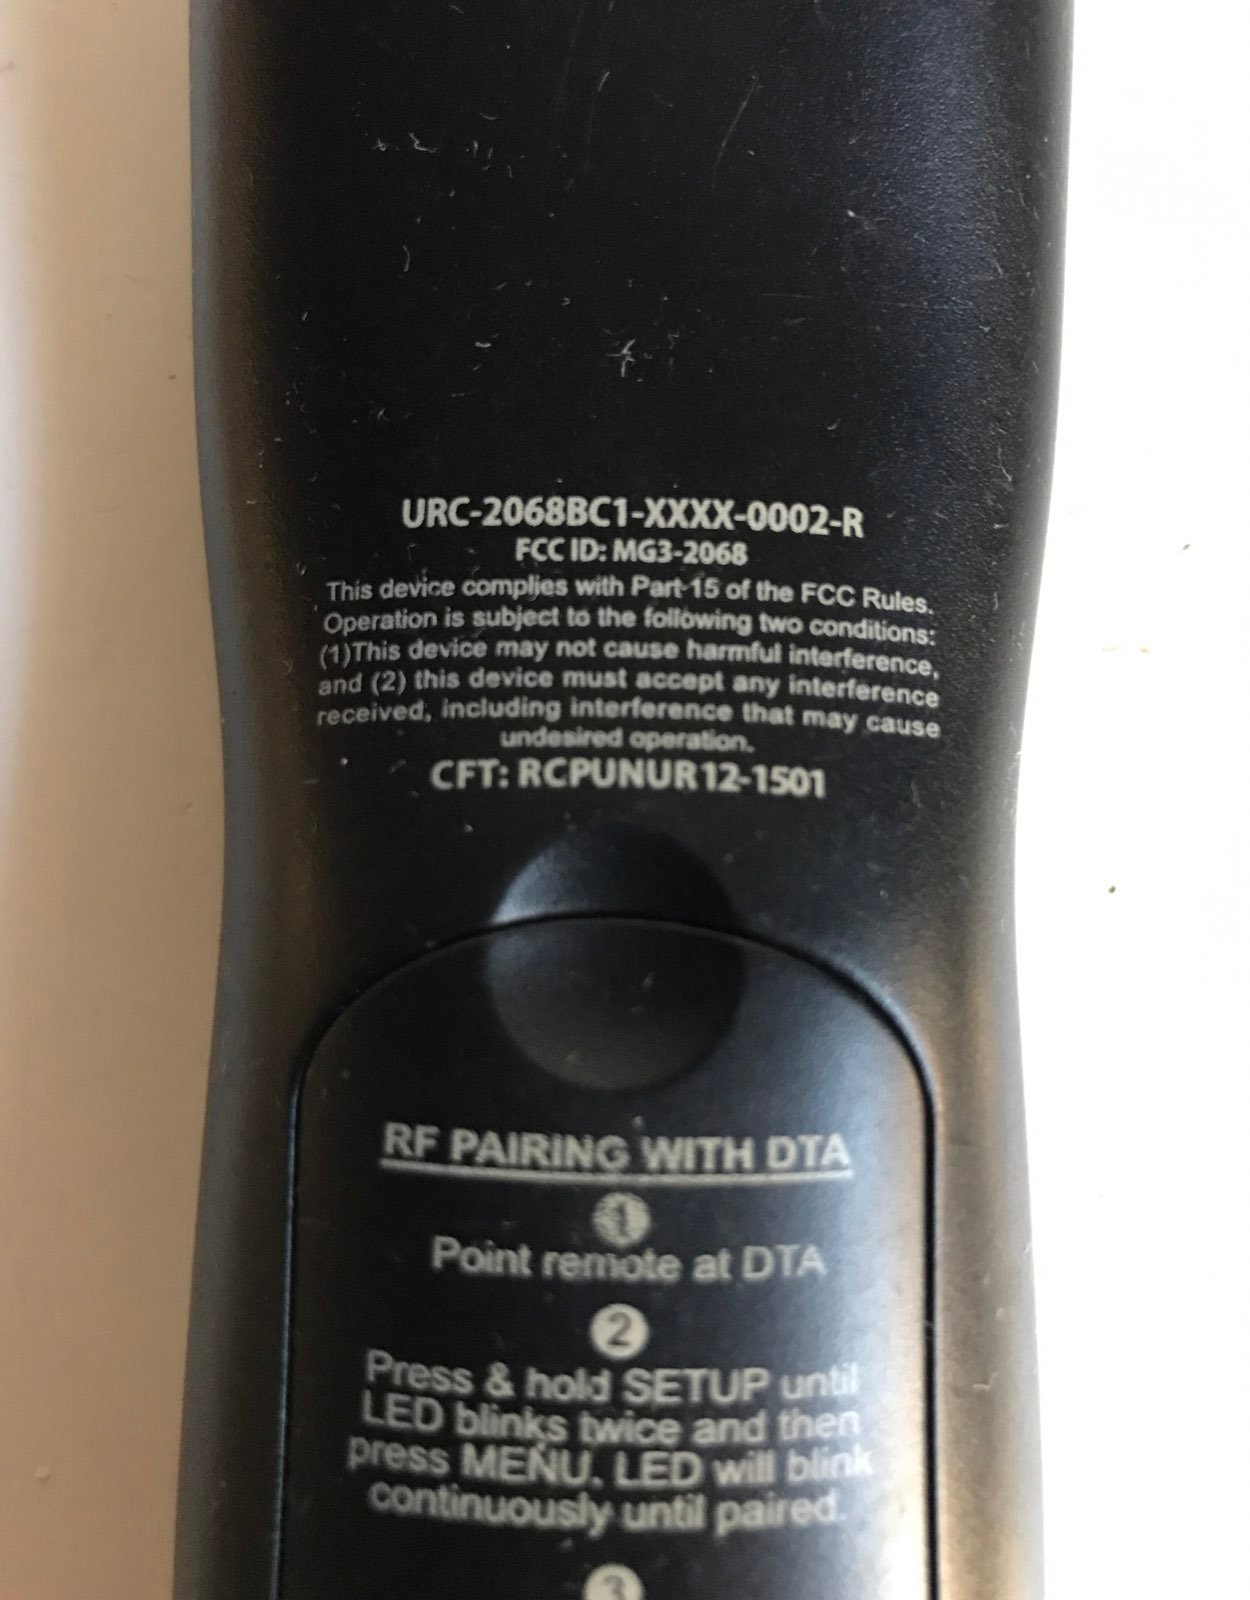 URC-2068BC1-XXXX-0002-R
FCC ID: MG3-2068
This device complies with Part 15 of the FCC Rules.
Operation is subject to the following two conditions:
(1)This device may not cause harmful interference,
and (2) this device must accept any interference
received, including interference that may cause
undesired operation.
CFT: RCPUNUR12-1501
RF PAIRING WITH DTA
1
Point remote at DTA
2
Press & hold SETUP until
LED blinks twice and then
press MENU. LED will blink
continuously until paired.
3